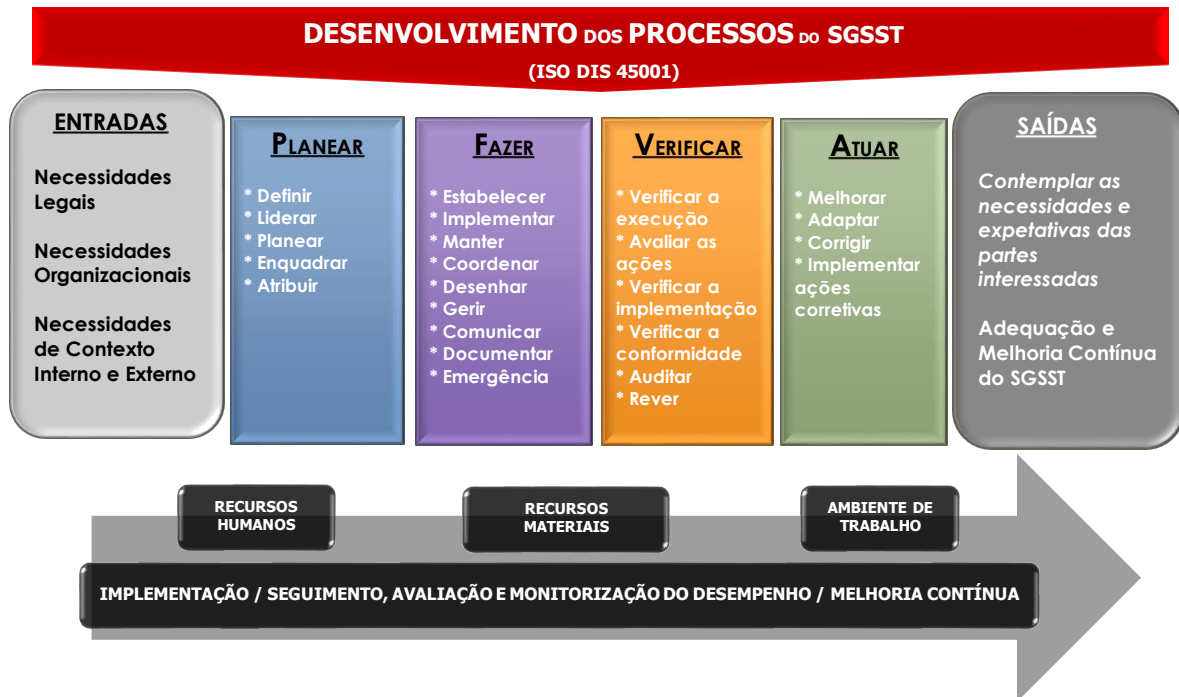 DESENVOLVIMENTO DOS PROCESSOS DO SGSST
(ISO DIS 45001)
ENTRADAS
Necessidades
Legais
Necessidades
Organizacionais
Necessidades
de Contexto
Interno e Externo
PLANEAR
* Definir
* Liderar
* Planear
* Enquadrar
* Atribuir
FAZER
* Estabelecer
* Implementar
* Manter
* Coordenar
* Desenhar
* Gerir
* Comunicar
* Documentar
* Emergência
VERIFICAR
* Verificar a
execução
* Avaliar as
ações
* Verificar a
implementação
* Verificar a
conformidade
* Auditar
* Rever
ATUAR
* Melhorar
* Adaptar
* Corrigir
* Implementar
ações
corretivas
SAÍDAS
Contemplar as
necessidades e
expetativas das
partes
interessadas
Adequação e
Melhoria Contínua
do SGSST
RECURSOS
HUMANOS
RECURSOS
MATERIAIS
AMBIENTE DE
TRABALHO
IMPLEMENTAÇÃO / SEGUIMENTO, AVALIAÇÃO E MONITORIZAÇÃO DO DESEMPENHO / MELHORIA CONTÍNUA